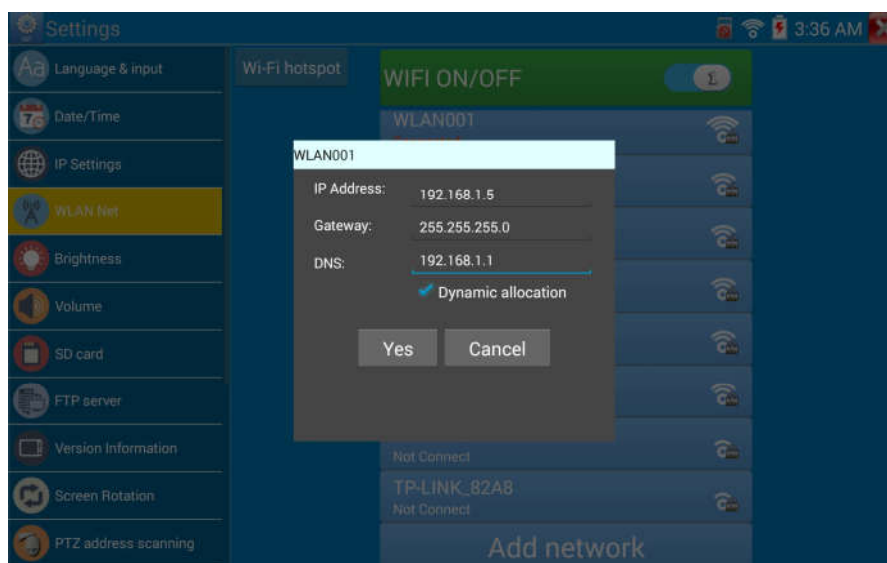 Settings
3:36 AM
Language & input
Date/Time
IP Settings
WLAN Net
Brightness
Volume
SD card
FTP server
Version Information
Screen Rotation
PTZ address scanning
Wi-Fi hotspot
WIFI ON/OFF
WLAN001
WLAN001
IP Address: 192.168.1.5
Gateway: 255.255.255.0
DNS: 192.168.1.1
Dynamic allocation
Yes Cancel
Not Connect
TP-LINK_82A8
Not Connect
Add network